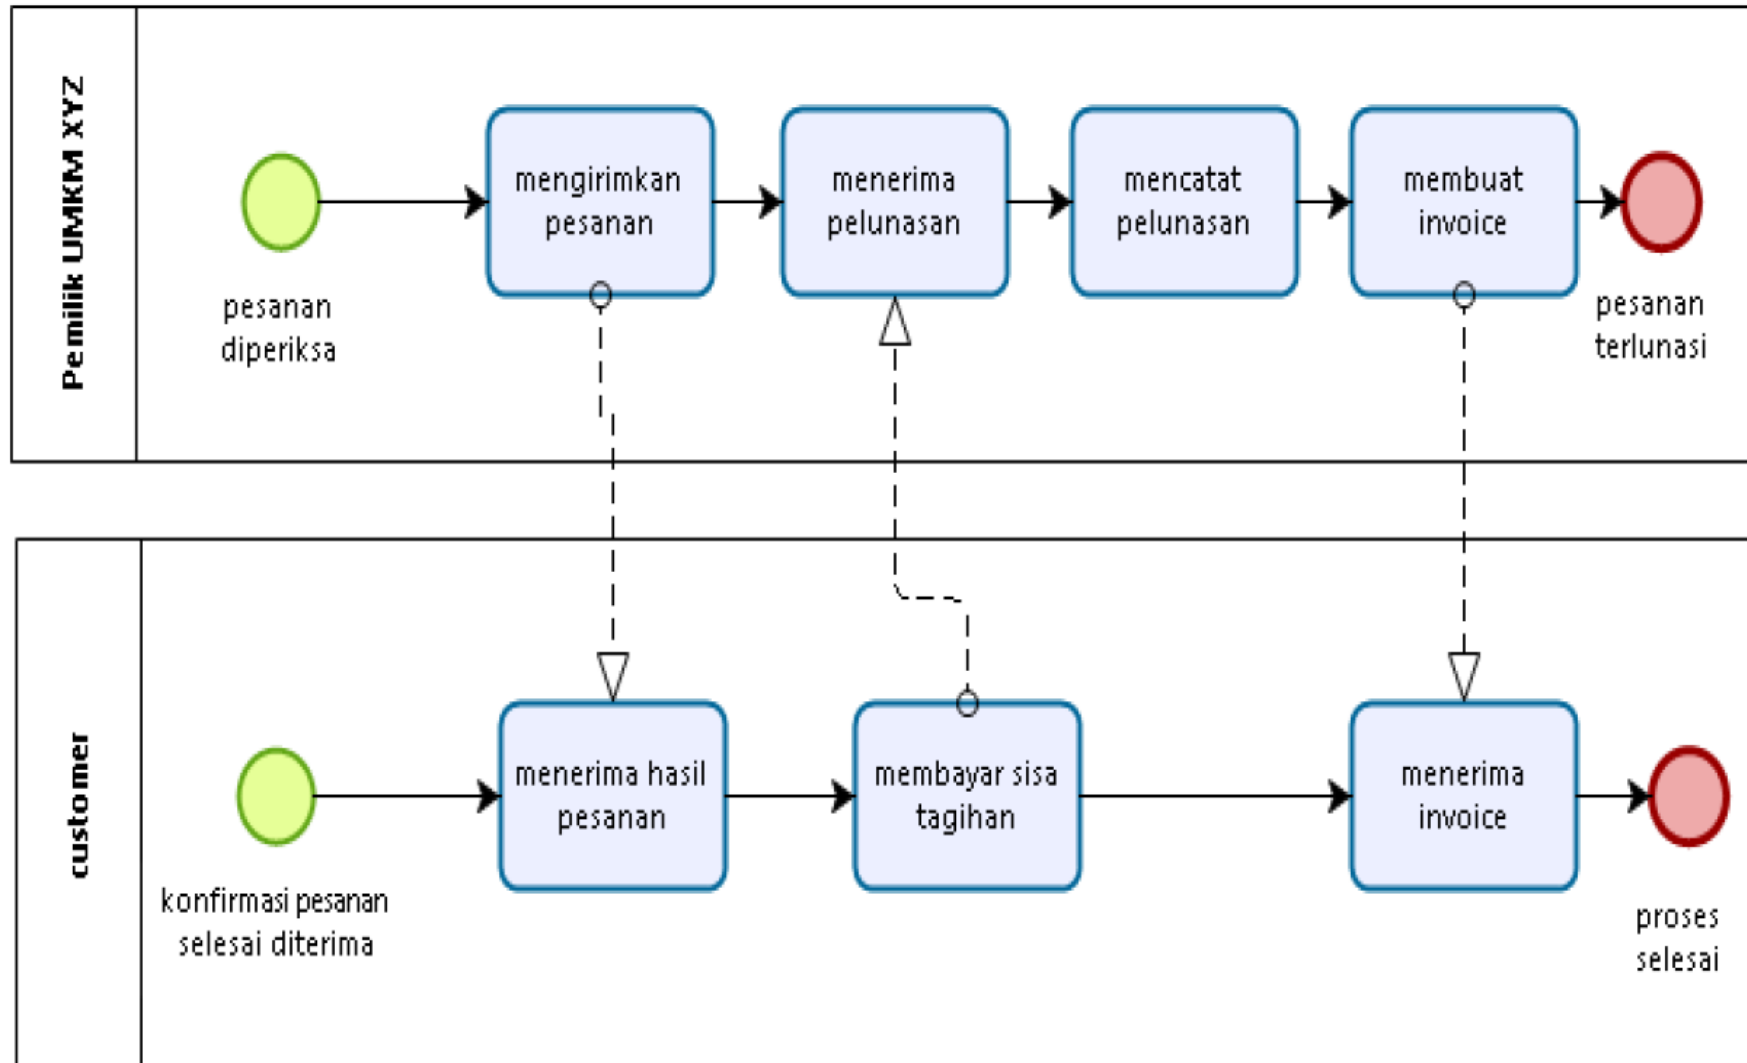 Pemilik UMKM XYZ
mengirimkan
pesanan
menerima
pelunasan
mencatat
pelunasan
membuat
invoice
pesanan
diperiksa
pesanan
terlunasi
customer
menerima hasil
pesanan
membayar sisa
tagihan
menerima
invoice
konfirmasi pesanan
selesai diterima
proses
selesai